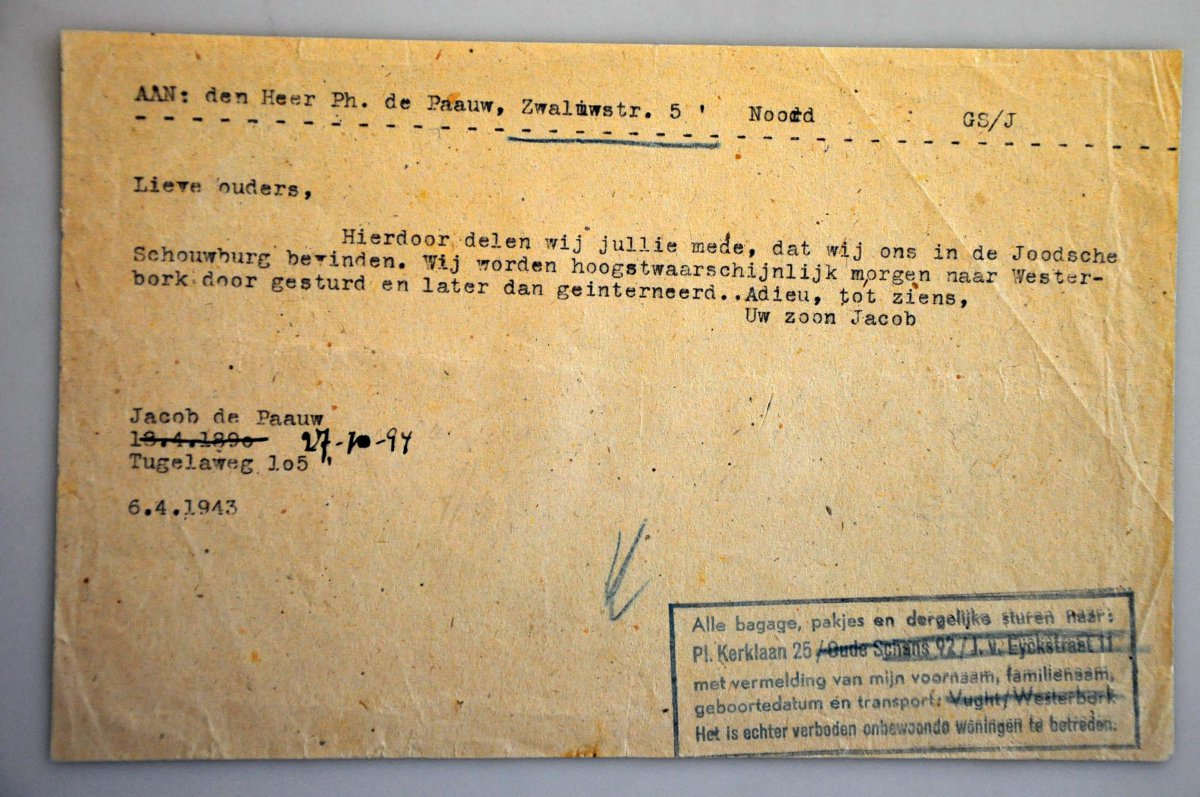 AAN: den Heer Ph. de Paauw, Zwaluwstr. 5 ' Noord GS/J
Lieve ouders,
Hierdoor delen wij jullie mede, dat wij ons in de Joodsche
Schouwburg bevinden. Wij worden hoogstwaarschijnlijk morgen naar Wester-
bork door gesturd en later dan geinterneerd..Adieu, tot ziens,
Uw zoon Jacob
Jacob de Paauw
18.4.1890 27-10-94
Tugelaweg 1o5
6.4.1943
Alle bagage, pakjes en dergelijke sturen naar:
Pl. Kerklaan 25 / Oude Schans 92 / J. v. Eyckstraat 11
met vermelding van mijn voornaam, familienaam,
geboortedatum en transport: Vught / Westerbork
Het is echter verboden onbewoonde woningen te betreden.